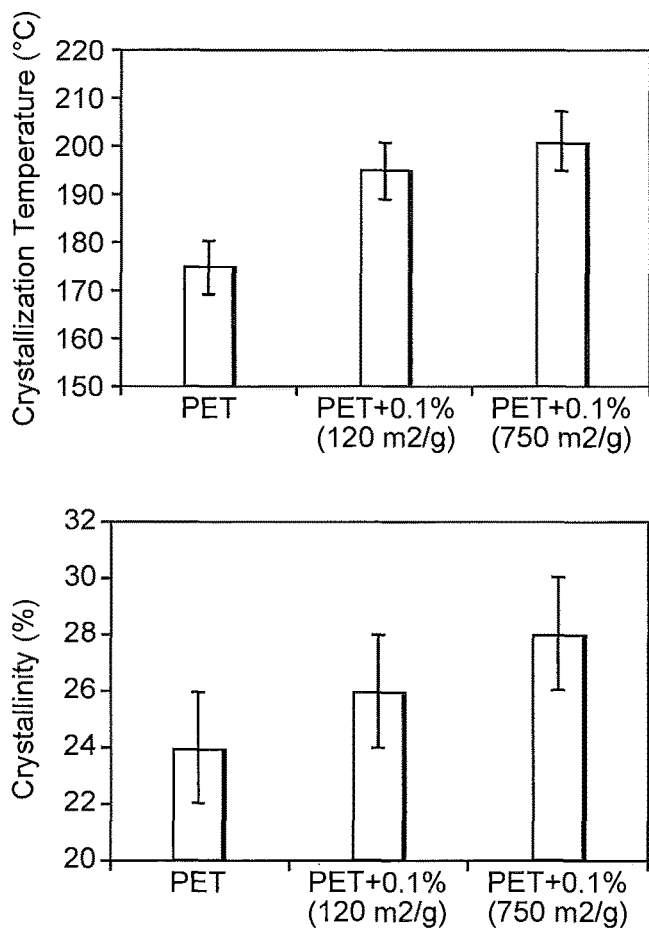 Crystallization Temperature (°C)
220
210
200
190
180
170
160
150
PET
PET+0.1%
(120 m2/g)
PET+0.1%
(750 m2/g)
Crystallinity (%)
32
30
28
26
24
22
20
PET
PET+0.1%
(120 m2/g)
PET+0.1%
(750 m2/g)